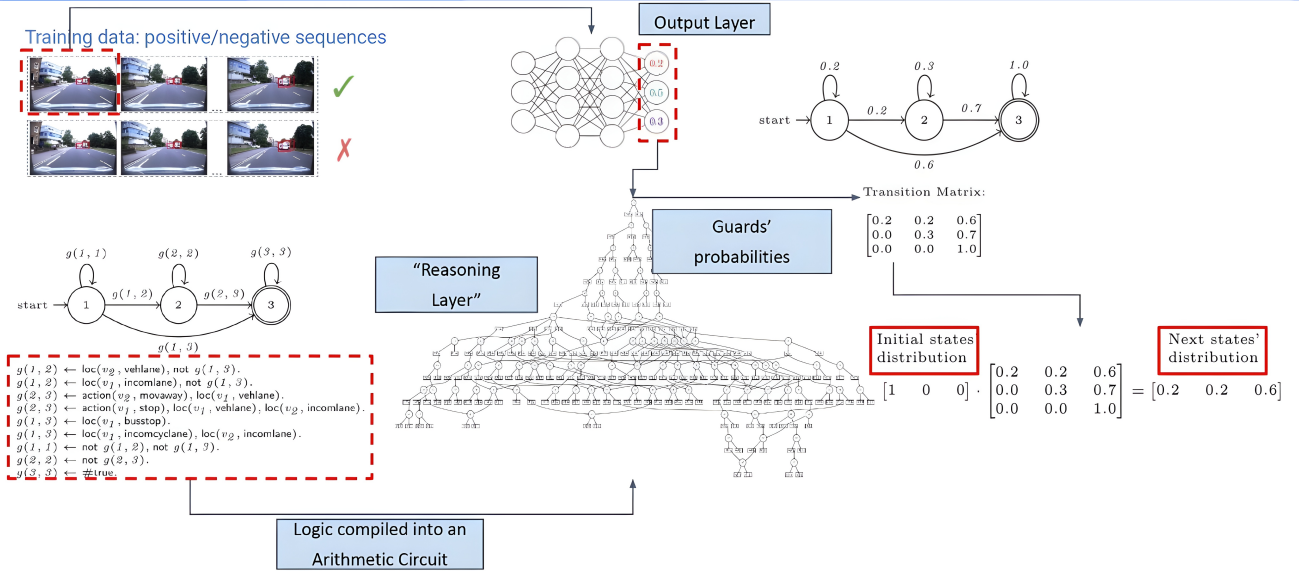 Output Layer
Training data: positive/negative sequences
...
✓
...
✗
0.2
0.5
0.3
0.2
0.3
1.0
start
1
0.2
2
0.7
3
0.6
Transition Matrix:
0.2 0.2 0.6
0.0 0.3 0.7
0.0 0.0 1.0
Guards'
probabilities
"Reasoning
Layer"
g(1,1)
g(2,2)
g(3,3)
start
1
g(1,2)
2
g(2,3)
3
g(1,3)
g(1,2) ← loc(v2, vehlane), not g(1,3).
g(1,2) ← loc(v1, incomlane), not g(1,3).
g(2,3) ← action(v2, movaway), loc(v1, vehlane).
g(2,3) ← action(v1, stop), loc(v1, vehlane), loc(v2, incomlane).
g(1,3) ← loc(v1, busstop).
g(1,3) ← loc(v1, incomcyclane), loc(v2, incomlane).
g(1,1) ← not g(1,2), not g(1,3).
g(2,2) ← not g(2,3).
g(3,3) ← #true.
Initial states
distribution
Next states'
distribution
0.2 0.2 0.6
[1 0 0] · 0.0 0.3 0.7 = [0.2 0.2 0.6]
0.0 0.0 1.0
Logic compiled into an
Arithmetic Circuit